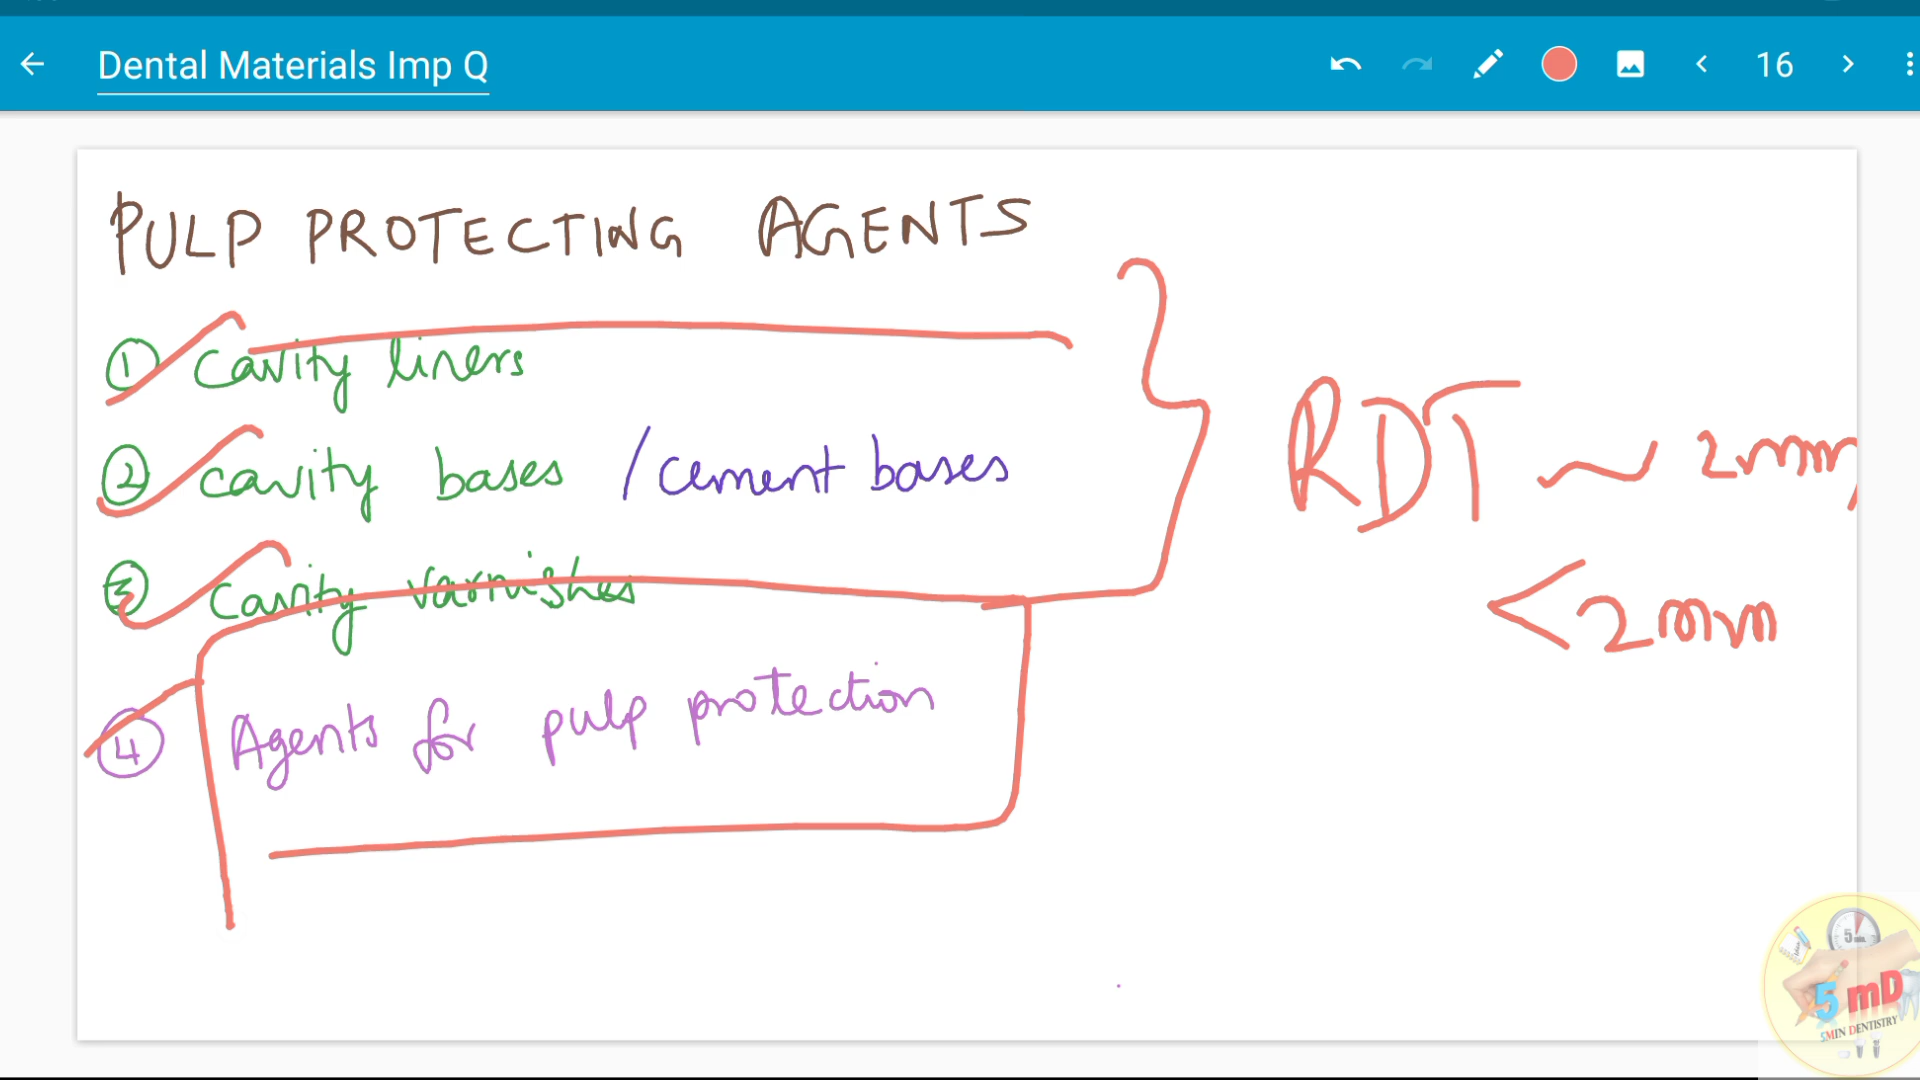 Dental Materials Imp Q
16
PULP PROTECTING AGENTS
① Cavity liners
② cavity bases / cement bases
③ Cavity varnishes
④ Agents for pulp protection
RDT ~ 2mm
<2mm
5
5 mD
5MIN DENTISTRY